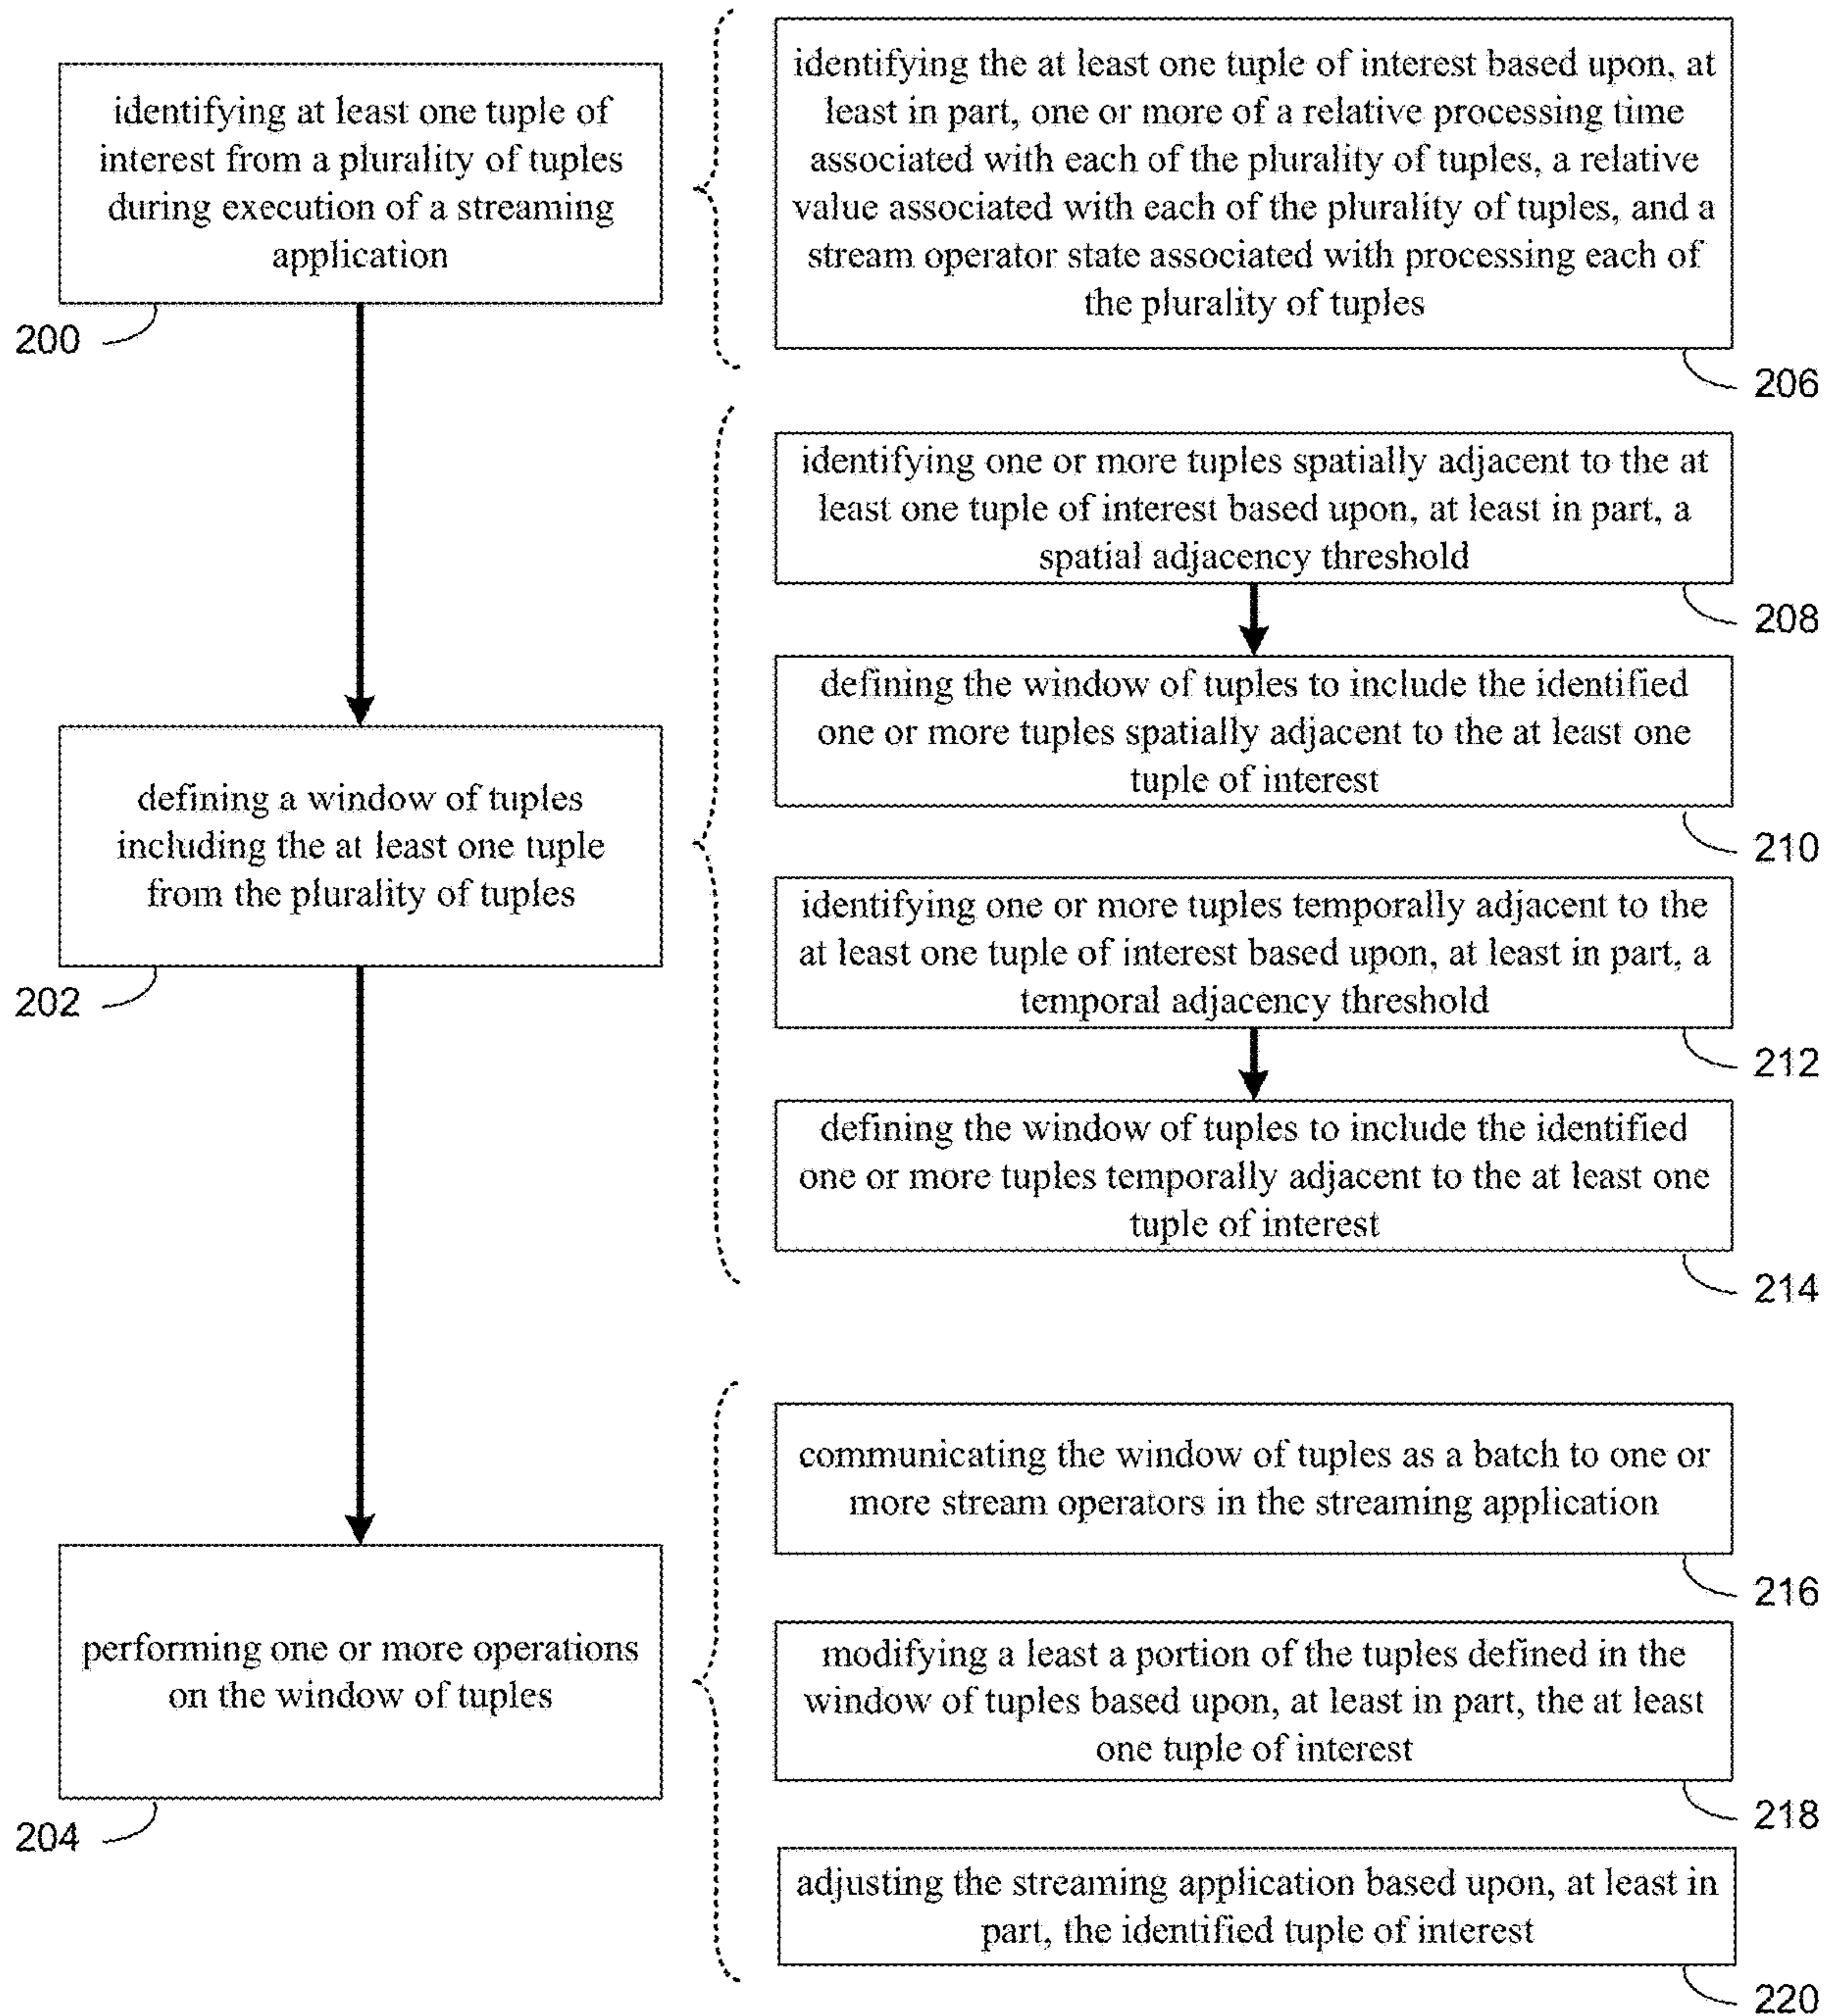 identifying at least one tuple of
interest from a plurality of tuples
during execution of a streaming
application
200
identifying the at least one tuple of interest based upon, at
least in part, one or more of a relative processing time
associated with each of the plurality of tuples, a relative
value associated with each of the plurality of tuples, and a
stream operator state associated with processing each of
the plurality of tuples
206
defining a window of tuples
including the at least one tuple
from the plurality of tuples
202
identifying one or more tuples spatially adjacent to the at
least one tuple of interest based upon, at least in part, a
spatial adjacency threshold
208
defining the window of tuples to include the identified
one or more tuples spatially adjacent to the at least one
tuple of interest
210
identifying one or more tuples temporally adjacent to the
at least one tuple of interest based upon, at least in part, a
temporal adjacency threshold
212
defining the window of tuples to include the identified
one or more tuples temporally adjacent to the at least one
tuple of interest
214
performing one or more operations
on the window of tuples
204
communicating the window of tuples as a batch to one or
more stream operators in the streaming application
216
modifying a least a portion of the tuples defined in the
window of tuples based upon, at least in part, the at least
one tuple of interest
218
adjusting the streaming application based upon, at least in
part, the identified tuple of interest
220